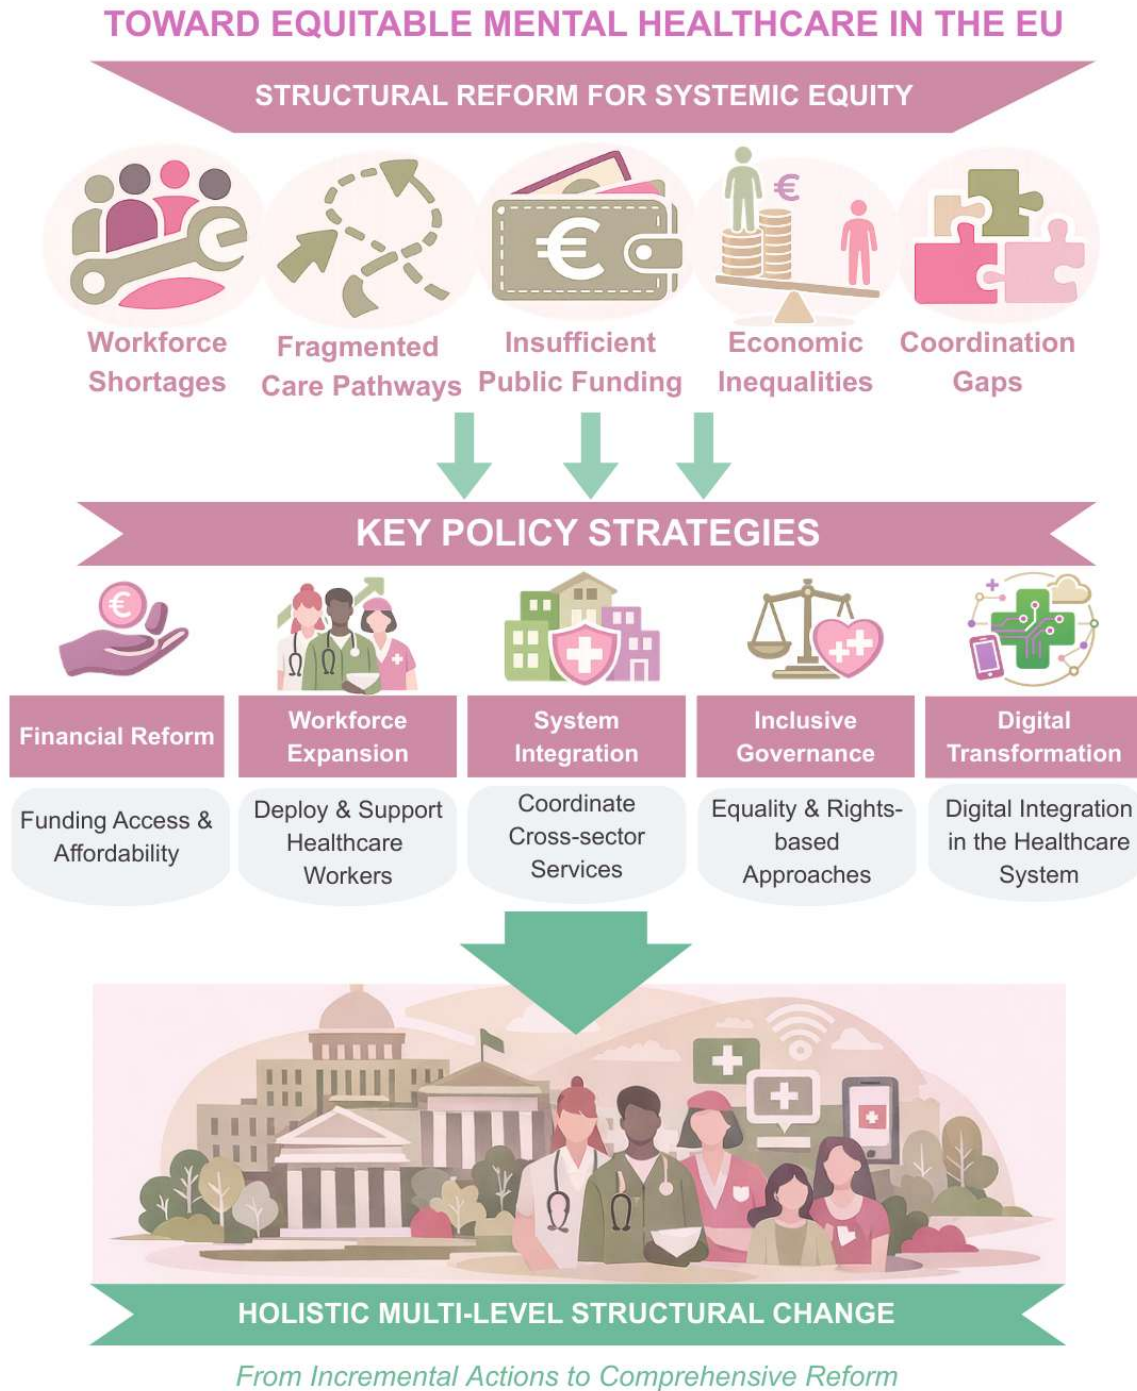 TOWARD EQUITABLE MENTAL HEALTHCARE IN THE EU
STRUCTURAL REFORM FOR SYSTEMIC EQUITY
€
€
Workforce
Shortages
Fragmented
Care Pathways
Insufficient
Public Funding
Economic
Inequalities
Coordination
Gaps
KEY POLICY STRATEGIES
€
Financial Reform
Workforce
Expansion
System
Integration
Inclusive
Governance
Digital
Transformation
Funding Access &
Affordability
Deploy & Support
Healthcare
Workers
Coordinate
Cross-sector
Services
Equality & Rights-
based
Approaches
Digital Integration
in the Healthcare
System
HOLISTIC MULTI-LEVEL STRUCTURAL CHANGE
From Incremental Actions to Comprehensive Reform